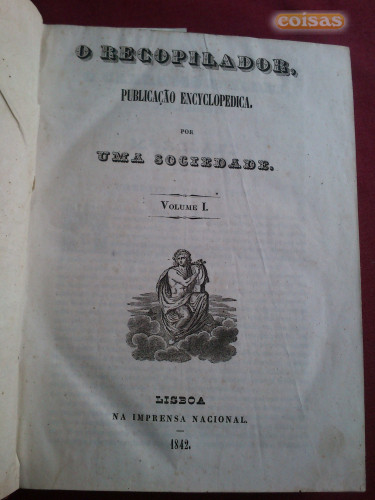 coisas
O RECOPILADOR,
PUBLICAÇÃO ENCYCLOPEDICA.
POR
UMA SOCIEDADE.
VOLUME I.
LISBOA
NA IMPRENSA NACIONAL.
1842.